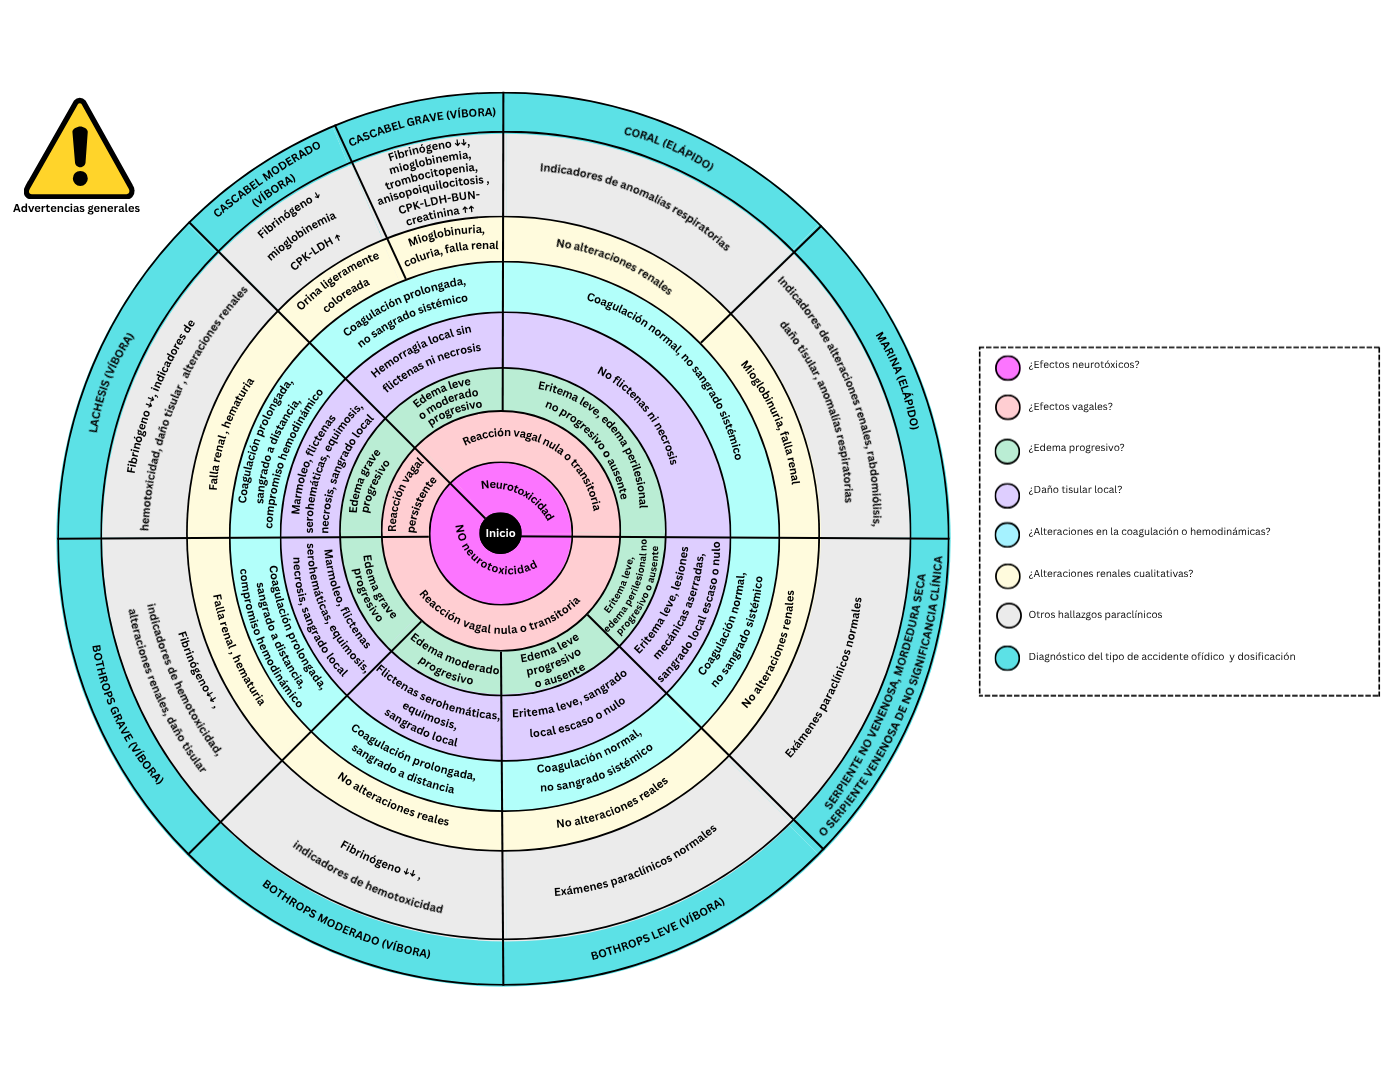 Advertencias generales
Inicio
Neurotoxicidad
NO neurotoxicidad
Reacción vagal nula o transitoria
Reacción vagal
persistente
Reacción vagal nula o transitoria
Edema leve
o moderado
progresivo
Eritema leve, edema perilesional
no progresivo o ausente
Eritema leve,
edema perilesional no
progresivo o ausente
Edema leve
progresivo
o ausente
Edema moderado
progresivo
Edema grave
progresivo
Edema grave
progresivo
Hemorragia local sin
flictenas ni necrosis
No flictenas ni necrosis
Eritema leve, lesiones
mecánicas aserradas,
sangrado local escaso o nulo
Eritema leve, sangrado
local escaso o nulo
Flictenas serohemáticas,
equimosis,
sangrado local
Marmoleo, flictenas
serohemáticas, equimosis,
necrosis, sangrado local
Marmoleo, flictenas
serohemáticas, equimosis,
necrosis, sangrado local
Coagulación prolongada,
no sangrado sistémico
Coagulación normal, no sangrado sistémico
Coagulación normal,
no sangrado sistémico
Coagulación normal,
no sangrado sistémico
Coagulación prolongada,
sangrado a distancia
Coagulación prolongada,
sangrado a distancia,
compromiso hemodinámico
Coagulación prolongada,
sangrado a distancia,
compromiso hemodinámico
Orina ligeramente
coloreada
Mioglobinuria,
coluria, falla renal
No alteraciones renales
Mioglobinuria, falla renal
No alteraciones renales
No alteraciones reales
No alteraciones reales
Falla renal , hematuria
Falla renal , hematuria
Fibrinógeno ↓
mioglobinemia
CPK-LDH ↑
Fibrinógeno ↓↓,
mioglobinemia,
trombocitopenia,
anisopoiquilocitosis ,
CPK-LDH-BUN-
creatinina ↑↑
Indicadores de anomalías respiratorias
Indicadores de alteraciones renales, rabdomiólisis,
daño tisular, anomalías respiratorias
Exámenes paraclínicos normales
Exámenes paraclínicos normales
Fibrinógeno ↓↓ ,
indicadores de hemotoxicidad
Fibrinógeno↓↓ ,
indicadores de hemotoxicidad,
alteraciones renales, daño tisular
Fibrinógeno ↓↓, indicadores de
hemotoxicidad, daño tisular , alteraciones renales
CASCABEL MODERADO
(VÍBORA)
CASCABEL GRAVE (VÍBORA)
CORAL (ELÁPIDO)
MARINA (ELÁPIDO)
SERPIENTE NO VENENOSA, MORDEDURA SECA
O SERPIENTE VENENOSA DE NO SIGNIFICANCIA CLÍNICA
BOTHROPS LEVE (VÍBORA)
BOTHROPS MODERADO (VÍBORA)
BOTHROPS GRAVE (VÍBORA)
LACHESIS (VÍBORA)
¿Efectos neurotóxicos?
¿Efectos vagales?
¿Edema progresivo?
¿Daño tisular local?
¿Alteraciones en la coagulación o hemodinámicas?
¿Alteraciones renales cualitativas?
Otros hallazgos paraclínicos
Diagnóstico del tipo de accidente ofídico y dosificación